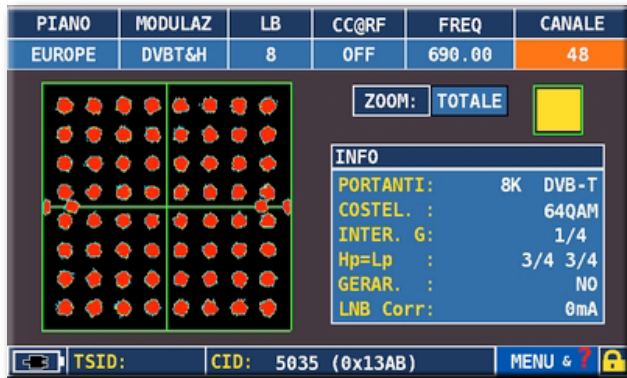 PIANO MODULAZ LB CC@RF FREQ CANALE
EUROPE DVBT&H 8 OFF 690.00 48
ZOOM: TOTALE
INFO
PORTANTI: 8K DVB-T
COSTEL. : 64QAM
INTER. G: 1/4
Hp=Lp : 3/4 3/4
GERAR. : NO
LNB Corr: 0mA
TSID: CID: 5035 (0x13AB) MENU & ?